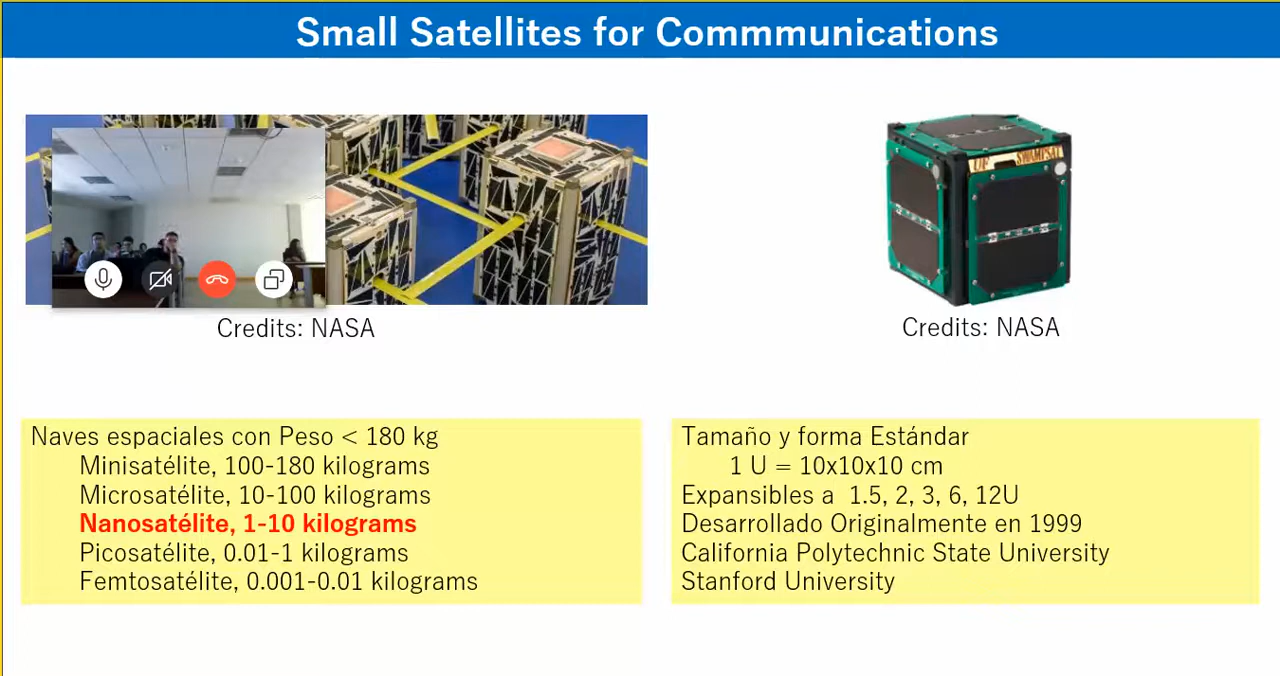 Small Satellites for Commmunications
UF SWAMPSAT
Credits: NASA
Credits: NASA
Naves espaciales con Peso < 180 kg
Minisatélite, 100-180 kilograms
Microsatélite, 10-100 kilograms
Nanosatélite, 1-10 kilograms
Picosatélite, 0.01-1 kilograms
Femtosatélite, 0.001-0.01 kilograms
Tamaño y forma Estándar
1 U = 10x10x10 cm
Expansibles a 1.5, 2, 3, 6, 12U
Desarrollado Originalmente en 1999
California Polytechnic State University
Stanford University